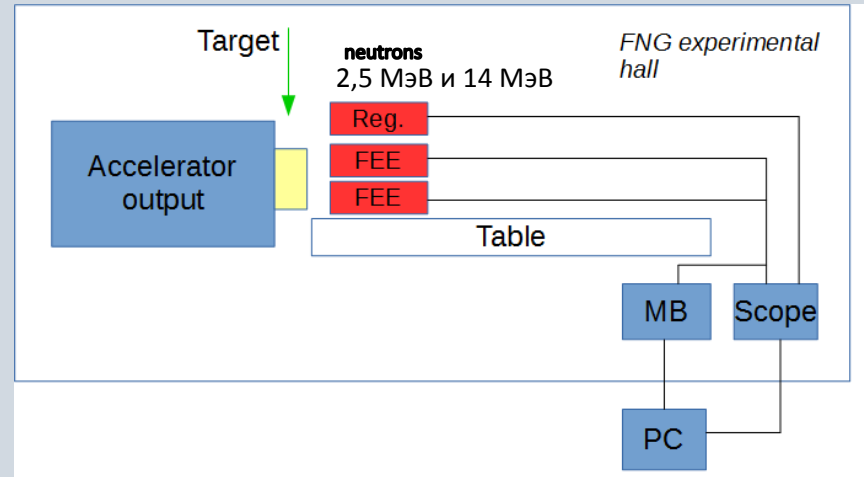 Target
neutrons
2,5 МэВ и 14 МэВ
FNG experimental
hall
Reg.
FEE
FEE
Accelerator
output
Table
MB
Scope
PC